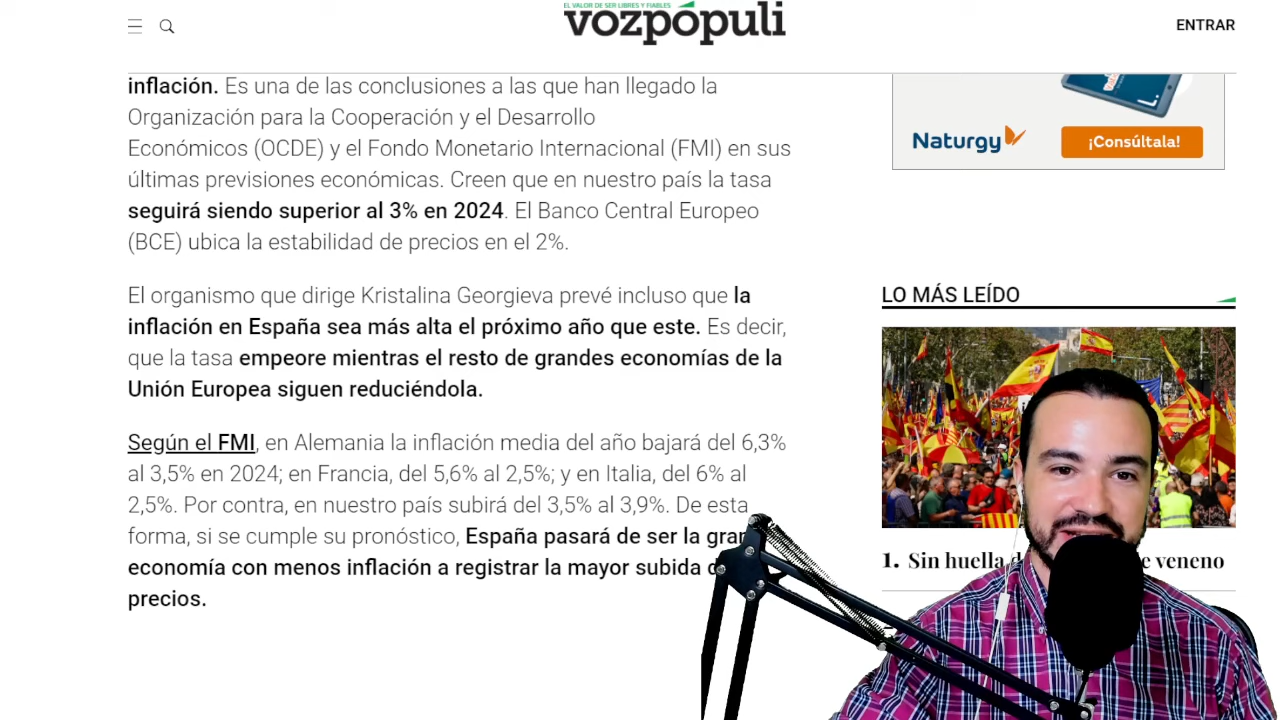 EL VALOR DE SER LIBRES Y FIABLES
vozpópuli
ENTRAR
inflación. Es una de las conclusiones a las que han llegado la
Organización para la Cooperación y el Desarrollo
Económicos (OCDE) y el Fondo Monetario Internacional (FMI) en sus
últimas previsiones económicas. Creen que en nuestro país la tasa
seguirá siendo superior al 3% en 2024. El Banco Central Europeo
(BCE) ubica la estabilidad de precios en el 2%.
El organismo que dirige Kristalina Georgieva prevé incluso que la
inflación en España sea más alta el próximo año que este. Es decir,
que la tasa empeore mientras el resto de grandes economías de la
Unión Europea siguen reduciéndola.
Según el FMI, en Alemania la inflación media del año bajará del 6,3%
al 3,5% en 2024; en Francia, del 5,6% al 2,5%; y en Italia, del 6% al
2,5%. Por contra, en nuestro país subirá del 3,5% al 3,9%. De esta
forma, si se cumple su pronóstico, España pasará de ser la gran
economía con menos inflación a registrar la mayor subida
precios.
Naturgy
¡Consúltala!
LO MÁS LEÍDO
1. Sin huella veneno